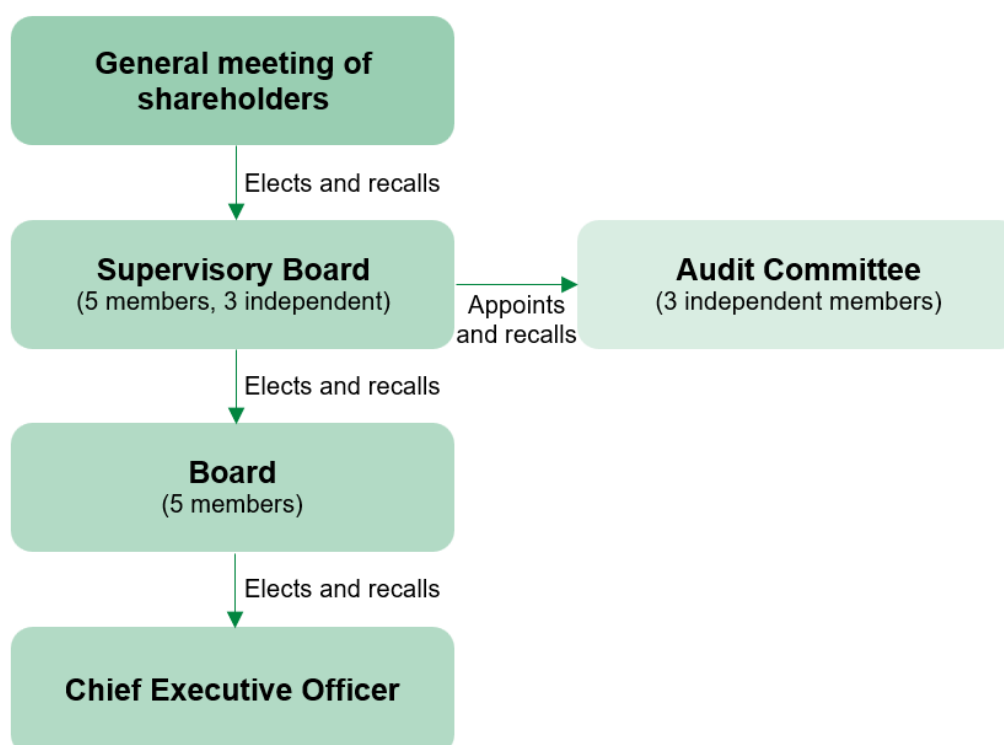 General meeting of
shareholders
Elects and recalls
Supervisory Board
(5 members, 3 independent)
Appoints
and recalls
Audit Committee
(3 independent members)
Elects and recalls
Board
(5 members)
Elects and recalls
Chief Executive Officer